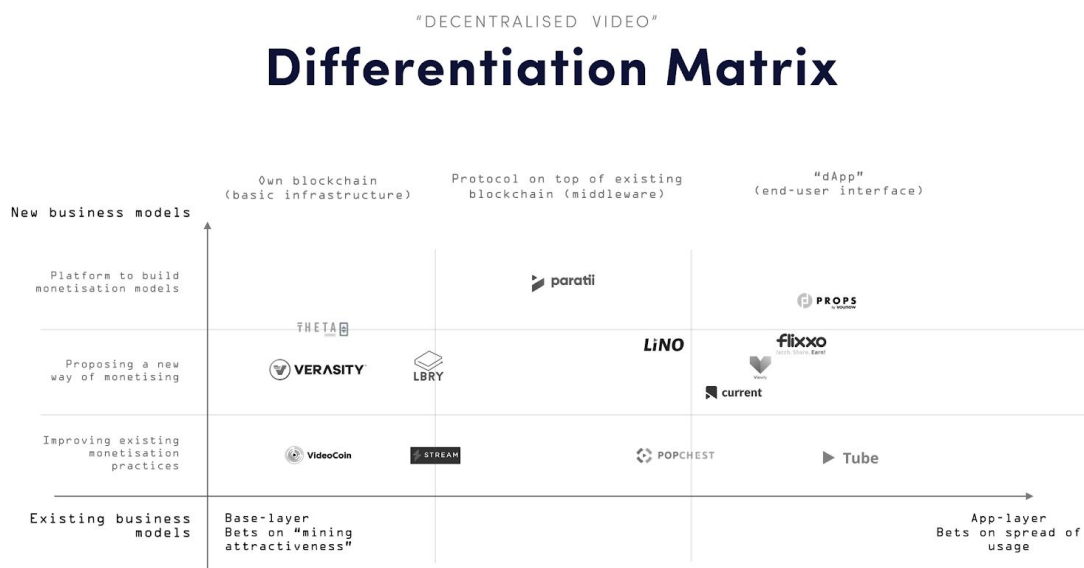 “DECENTRALISED VIDEO”
Differentiation Matrix
Own blockchain
(basic infrastructure)
Protocol on top of existing
blockchain (middleware)
“dApp”
(end-user interface)
New business models
Platform to build
monetisation models
paratii
PROPS
by YOUNOW
THETA
Proposing a new
way of monetising
VERASITY
LBRY
LiNO
flixxo
Earn!
current
Improving existing
monetisation
practices
VideoCoin
STREAM
POPCHEST
Tube
Existing business
models
Base-layer
Bets on “mining
attractiveness”
App-layer
Bets on spread of
usage